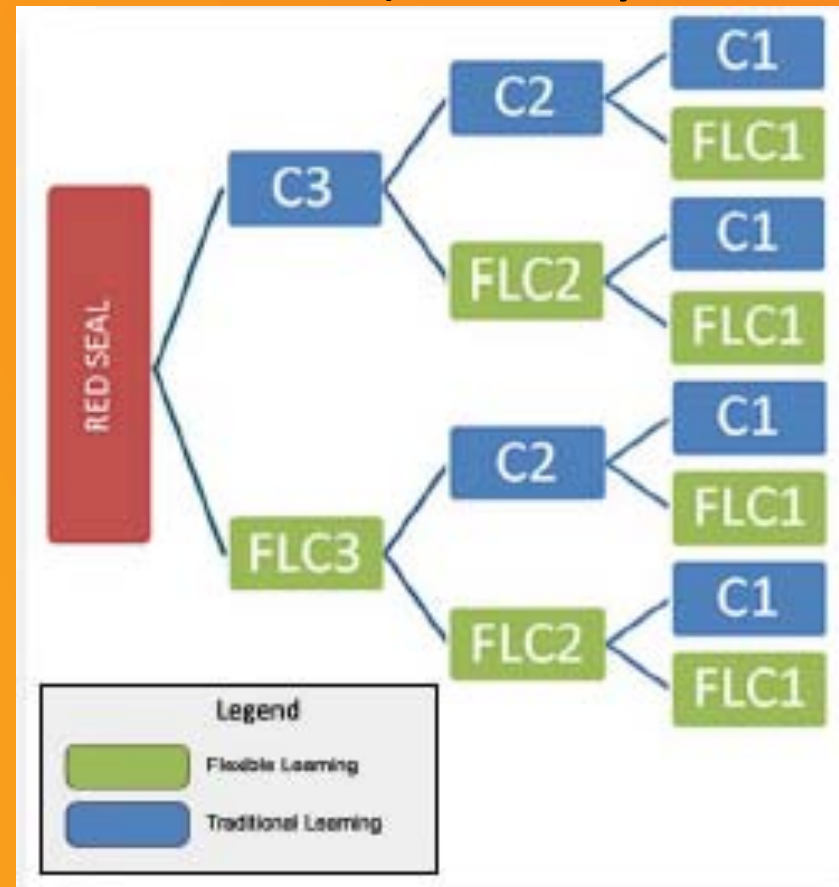 C1
C2
FLC1
C3
C1
FLC2
FLC1
RED SEAL
C1
C2
FLC1
FLC3
C1
FLC2
FLC1
Legend
Flexible Learning
Traditional Learning